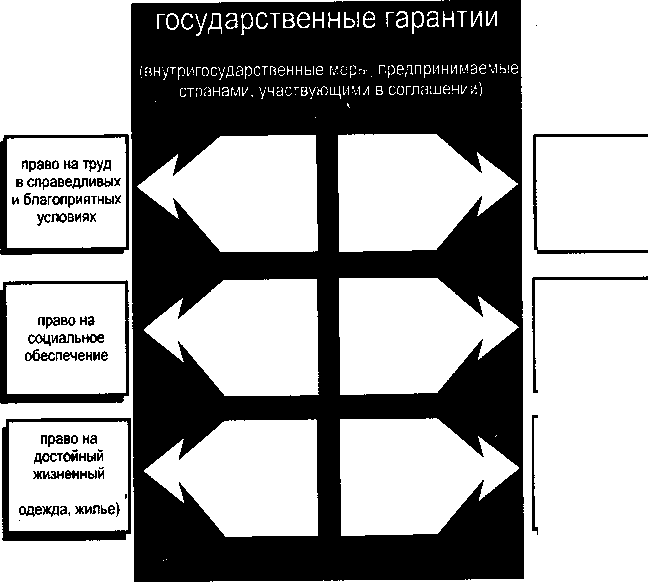 государственные гарантии
(внутригосударственные меры, предпринимаемые
странами, участвующими в соглашении)
право на труд
в справедливых
и благоприятных
условиях
право на
социальное
обеспечение
право на
достойный
жизненный
одежда, жилье)